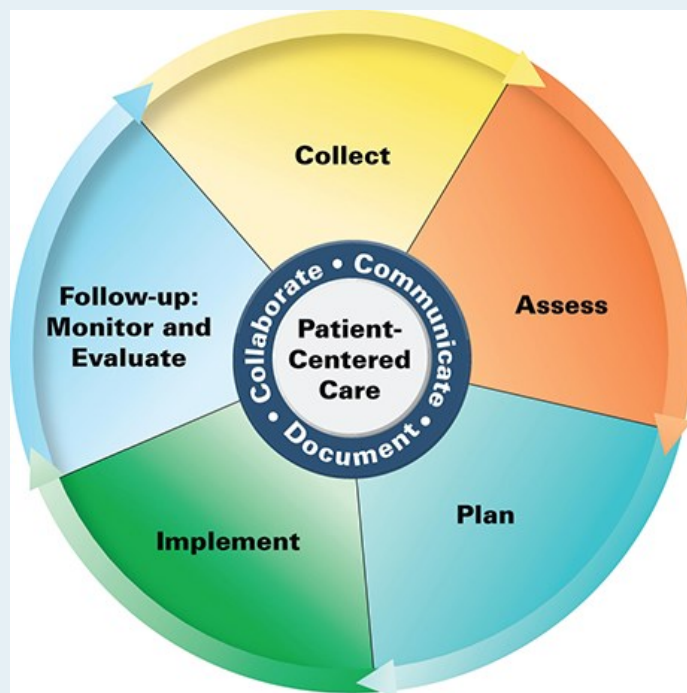 Collect
Assess
Plan
Implement
Follow-up:
Monitor and
Evaluate
Collaborate • Communicate • Document •
Patient-
Centered
Care